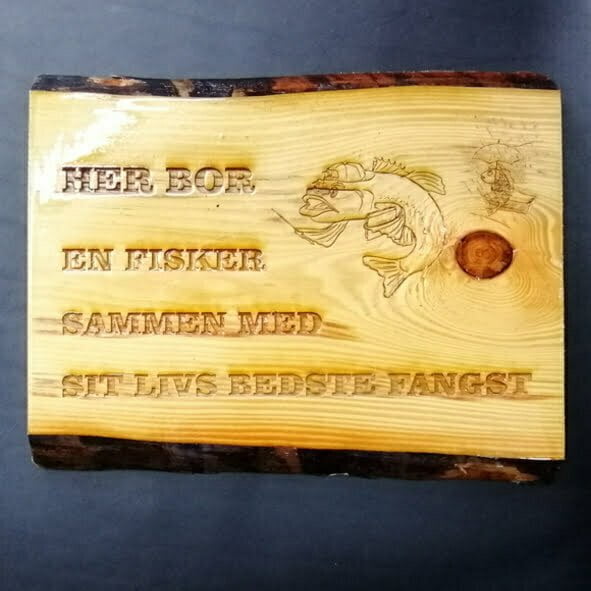 HER BOR
EN FISKER
SAMMEN MED
SIT LIVS BEDSTE FANGST